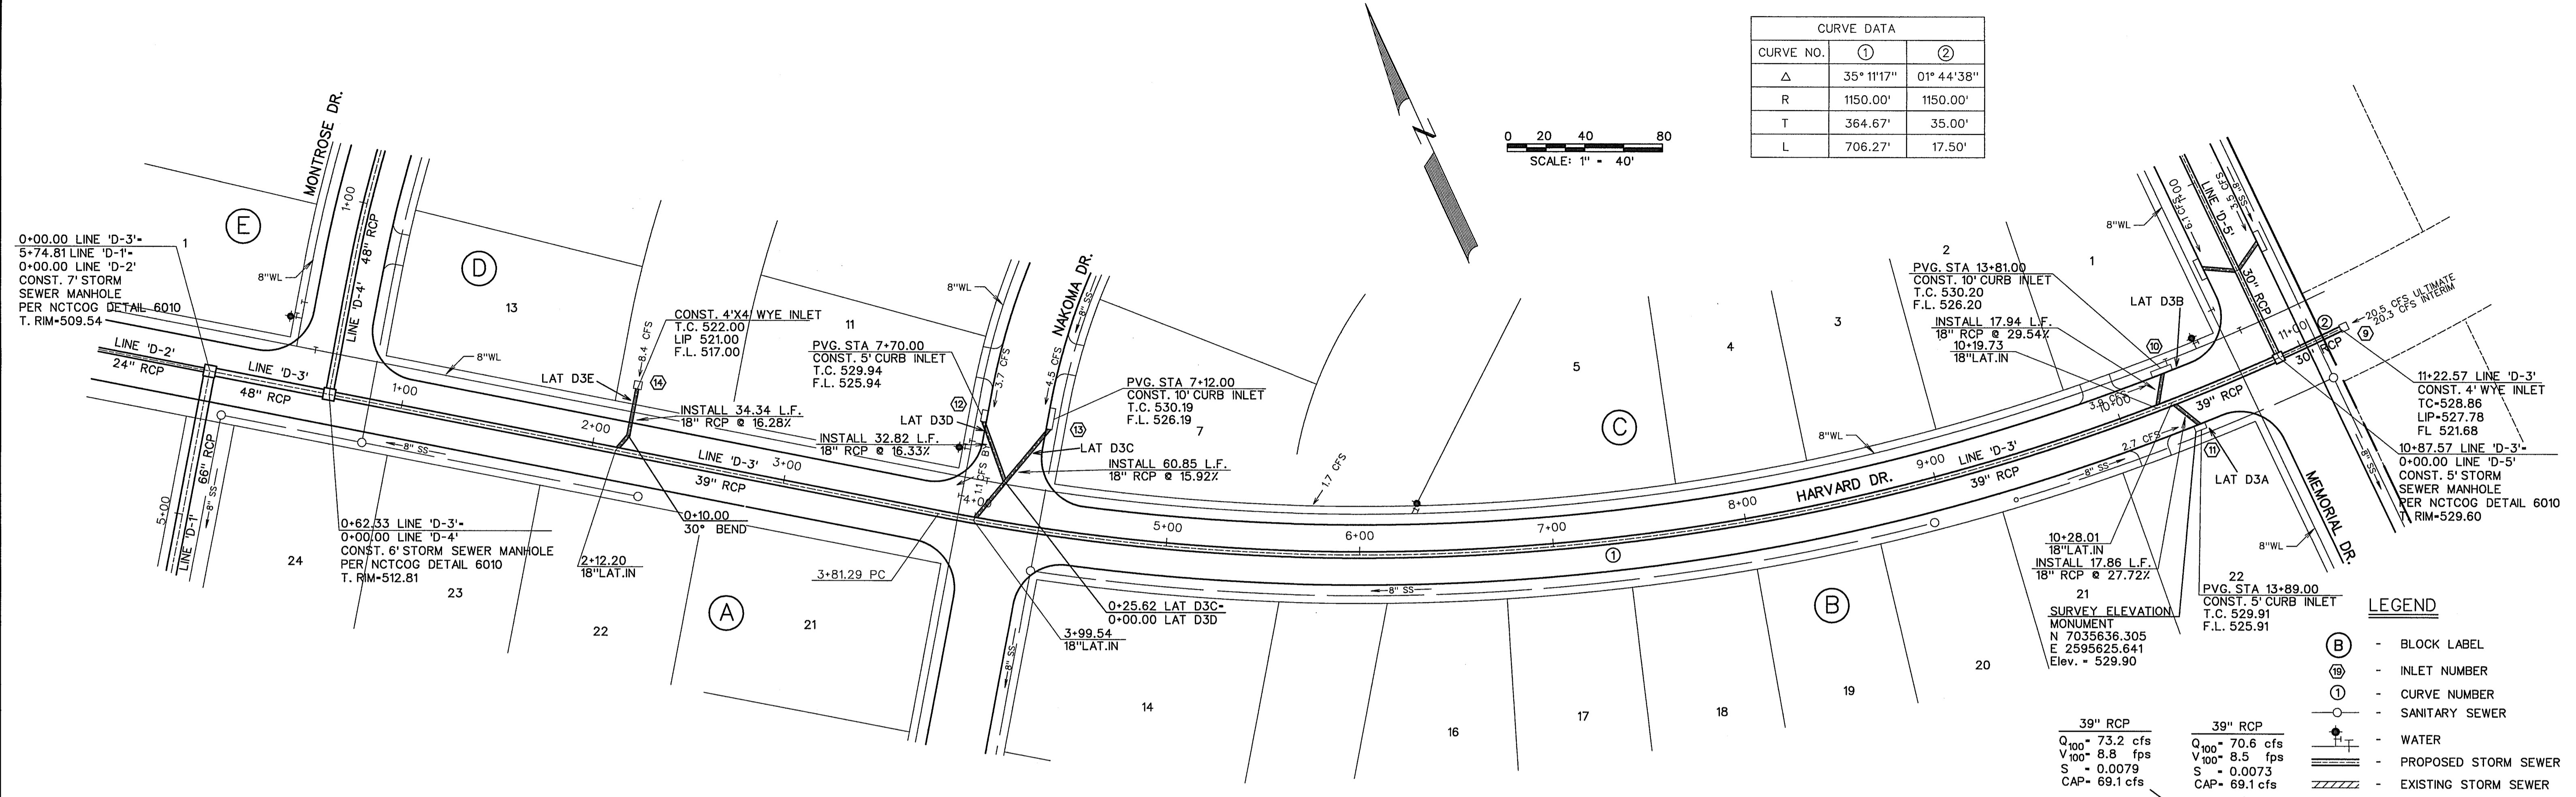 CURVE DATA
CURVE NO. ① ②
△ 35° 11'17" 01° 44'38"
R 1150.00' 1150.00'
T 364.67' 35.00'
L 706.27' 17.50'
0 20 40 80
SCALE: 1" = 40'
MONTROSE DR.
1+00
48" RCP
LINE 'D-4'
E
1
8"WL
0+00.00 LINE 'D-3'=
5+74.81 LINE 'D-1'=
0+00.00 LINE 'D-2'
CONST. 7' STORM
SEWER MANHOLE
PER NCTCOG DETAIL 6010
T. RIM=509.54
LINE 'D-2'
24" RCP
LINE 'D-3'
48" RCP
1+00
66" RCP
8" SS
5+00
LINE 'D-1'
D
13
8"WL
8" SS
0+62.33 LINE 'D-3'=
0+00.00 LINE 'D-4'
CONST. 6' STORM SEWER MANHOLE
PER NCTCOG DETAIL 6010
T. RIM=512.81
24
23
22
21
A
8.4 CFS
CONST. 4'X4' WYE INLET
T.C. 522.00
LIP 521.00
F.L. 517.00
LAT D3E
14
INSTALL 34.34 L.F.
18" RCP @ 16.28%
2+00
0+10.00
30° BEND
2+12.20
18"LAT.IN
11
PVG. STA 7+70.00
CONST. 5' CURB INLET
T.C. 529.94
F.L. 525.94
12
LAT D3D
INSTALL 32.82 L.F.
18" RCP @ 16.33%
LINE 'D-3'
3+00
39" RCP
8"WL
3.7 CFS
4.5 CFS
NAKOMA DR.
8" SS
1.1 CFS BY
4+00
3+81.29 PC
PVG. STA 7+12.00
CONST. 10' CURB INLET
T.C. 530.19
F.L. 526.19
7
13
LAT D3C
INSTALL 60.85 L.F.
18" RCP @ 15.92%
0+25.62 LAT D3C=
0+00.00 LAT D3D
3+99.54
18"LAT.IN
8" SS
1.7 CFS
5
4
3
2
1
C
8"WL
5+00
6+00
7+00
8+00
HARVARD DR.
9+00
LINE 'D-3'
39" RCP
①
8" SS
8" SS
14
16
17
18
19
20
B
PVG. STA 13+81.00
CONST. 10' CURB INLET
T.C. 530.20
F.L. 526.20
LAT D3B
INSTALL 17.94 L.F.
18" RCP @ 29.54%
10+19.73
18"LAT.IN
10
10+00
2.7 CFS
39" RCP
11
LAT D3A
10+28.01
18"LAT.IN
INSTALL 17.86 L.F.
18" RCP @ 27.72%
21
22
SURVEY ELEVATION
MONUMENT
N 7035636.305
E 2595625.641
Elev. = 529.90
PVG. STA 13+89.00
CONST. 5' CURB INLET
T.C. 529.91
F.L. 525.91
8"WL
1+00
6.1 CFS
LINE 'D-5'
8" SS
3.5 CFS
30" RCP
11+00
②
30" RCP
20.5 CFS ULTIMATE
20.3 CFS INTERIM
9
11+22.57 LINE 'D-3'
CONST. 4' WYE INLET
TC=528.86
LIP=527.78
FL 521.68
10+87.57 LINE 'D-3'=
0+00.00 LINE 'D-5'
CONST. 5' STORM
SEWER MANHOLE
PER NCTCOG DETAIL 6010
T. RIM=529.60
8" SS
MEMORIAL DR.
8"WL
LEGEND
B - BLOCK LABEL
19 - INLET NUMBER
① - CURVE NUMBER
- SANITARY SEWER
- WATER
- PROPOSED STORM SEWER
- EXISTING STORM SEWER
39" RCP
Q100= 73.2 cfs
V100= 8.8 fps
S = 0.0079
CAP= 69.1 cfs
39" RCP
Q100= 70.6 cfs
V100= 8.5 fps
S = 0.0073
CAP= 69.1 cfs